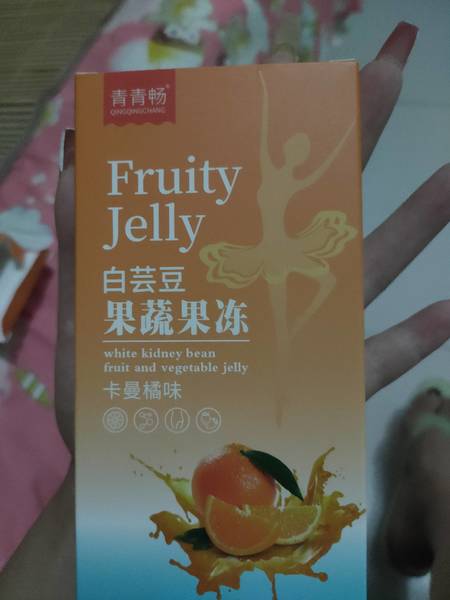 青青畅®
QINGQINGCHANG
Fruity
Jelly
白芸豆
果蔬果冻
white kidney bean
fruit and vegetable jelly
卡曼橘味